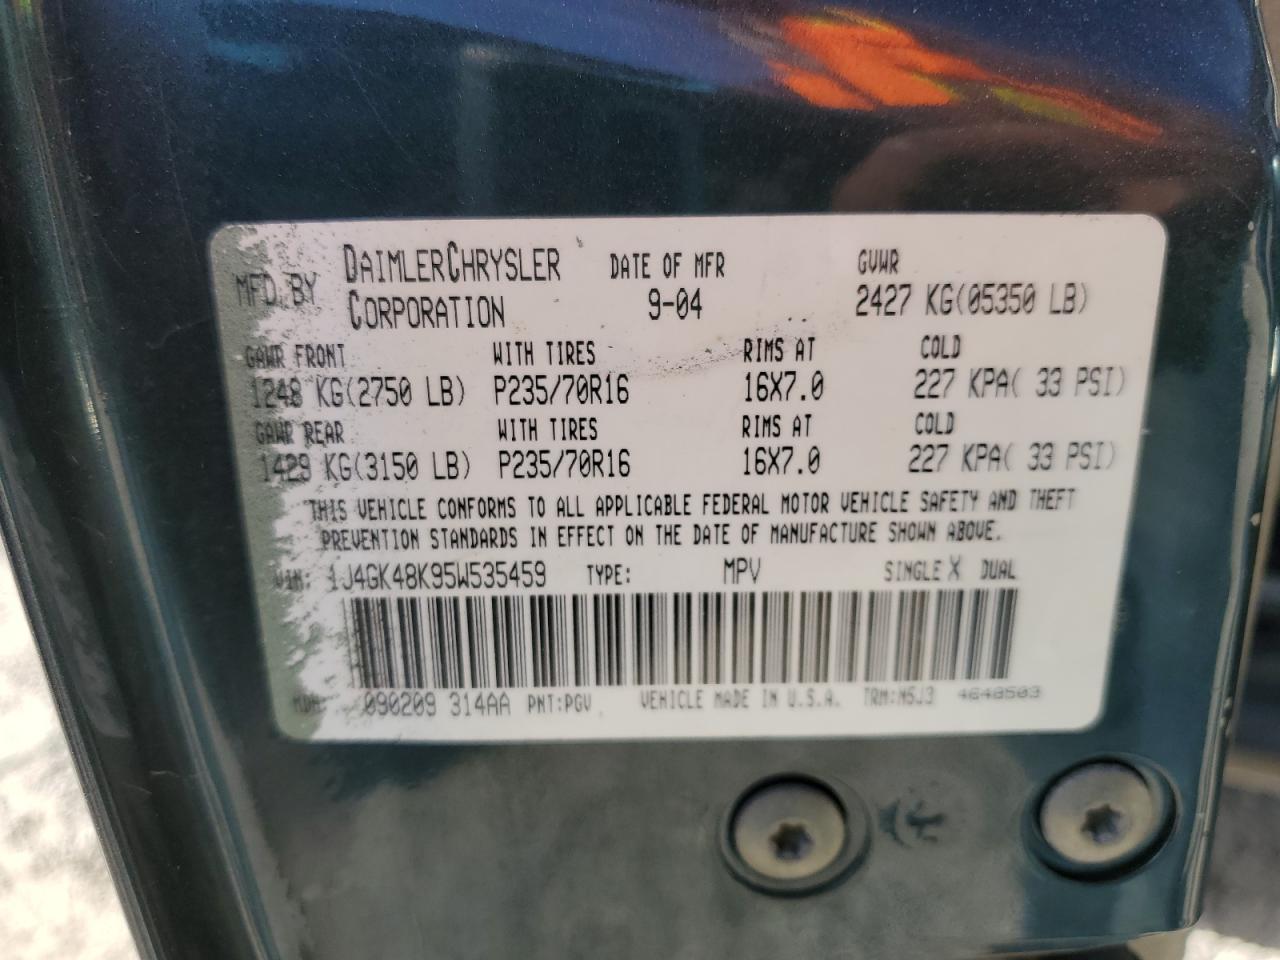 MFD. BY DAIMLERCHRYSLER CORPORATION DATE OF MFR 9-04 GVWR 2427 KG(05350 LB)
GAWR FRONT WITH TIRES RIMS AT COLD
1248 KG(2750 LB) P235/70R16 16X7.0 227 KPA( 33 PSI)
GAWR REAR WITH TIRES RIMS AT COLD
1429 KG(3150 LB) P235/70R16 16X7.0 227 KPA( 33 PSI)
THIS VEHICLE CONFORMS TO ALL APPLICABLE FEDERAL MOTOR VEHICLE SAFETY AND THEFT
PREVENTION STANDARDS IN EFFECT ON THE DATE OF MANUFACTURE SHOWN ABOVE.
VIN: 1J4GK48K95W535459 TYPE: MPV SINGLE X DUAL
MDH: 090209 314AA PNT:PGV VEHICLE MADE IN U.S.A. TRM:N5J3 4648503